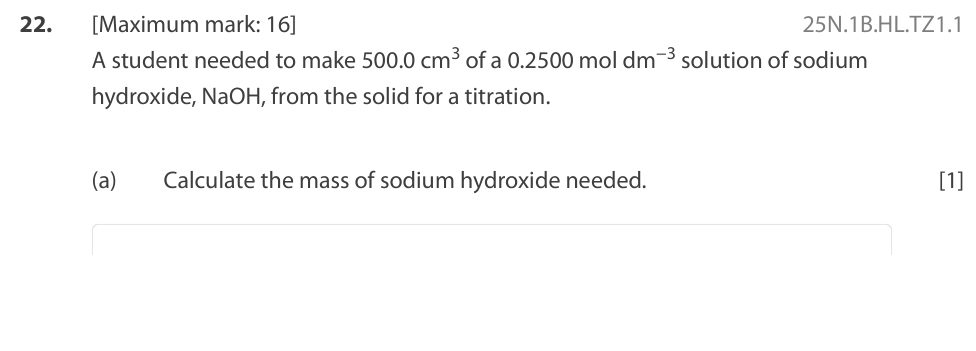 22. [Maximum mark: 16] 25N.1B.HL.TZ1.1
A student needed to make 500.0 cm³ of a 0.2500 mol dm⁻³ solution of sodium
hydroxide, NaOH, from the solid for a titration.
(a) Calculate the mass of sodium hydroxide needed. [1]